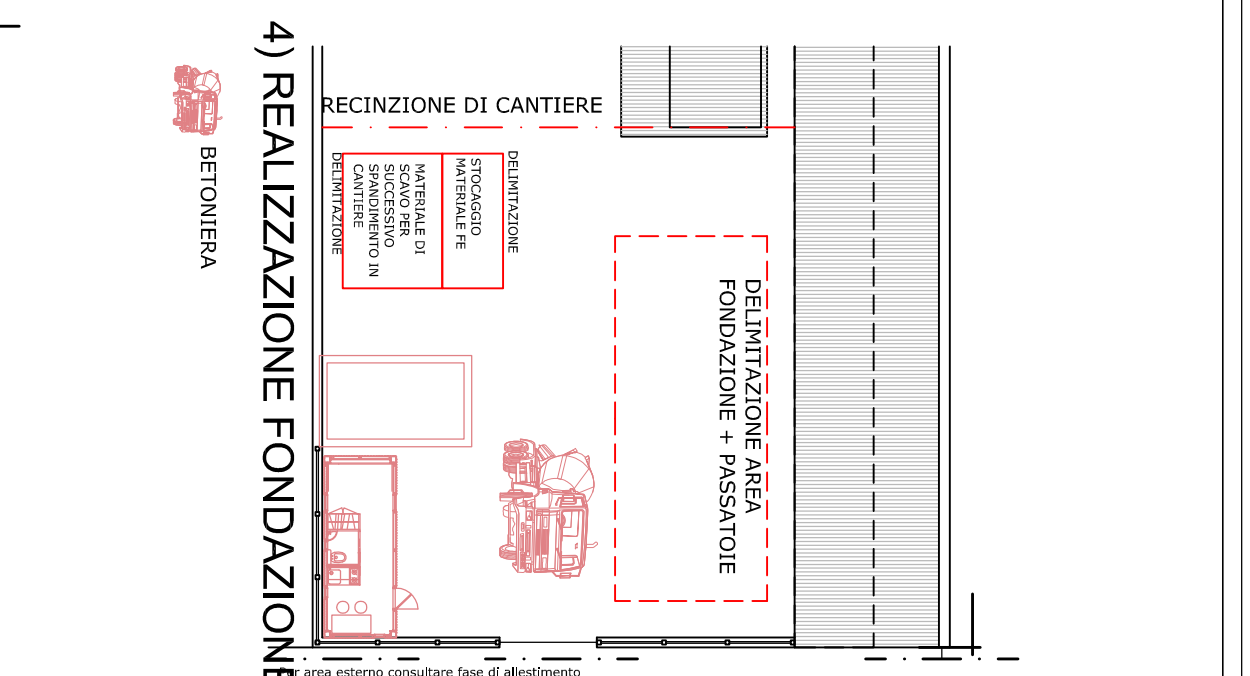 4) REALIZZAZIONE FONDAZIONE
BETONIERA
RECINZIONE DI CANTIERE
DELIMITAZIONE
STOCAGGIO
MATERIALE FE
MATERIALE DI
SCAVO PER
SUCCESSIVO
SPANDIMENTO IN
CANTIERE
DELIMITAZIONE
DELIMITAZIONE AREA
FONDAZIONE + PASSATOIE
area esterno consultare fase di allestimento